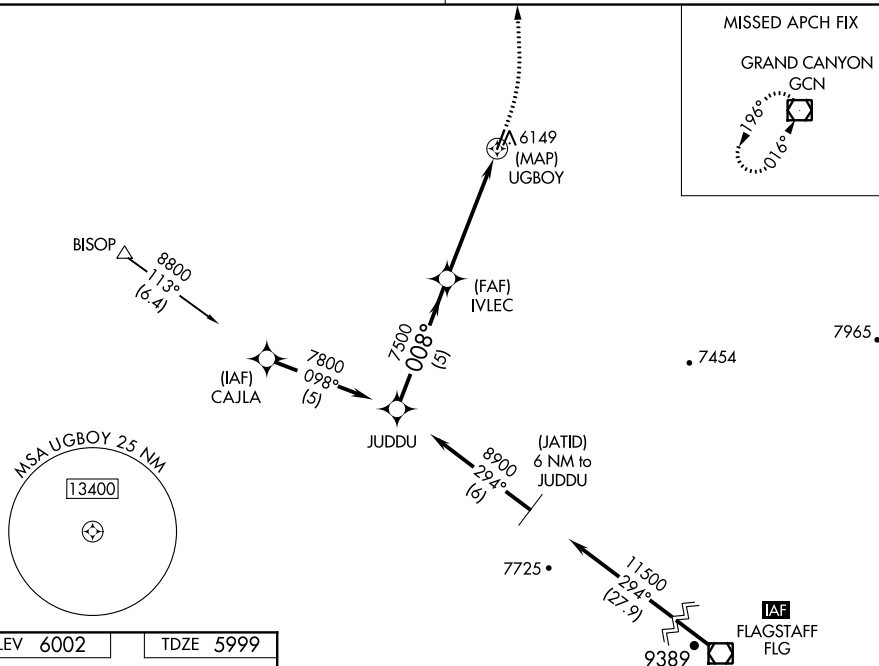 MISSED APCH FIX
GRAND CANYON
GCN
196°
016°
6149
(MAP)
UGBOY
BISOP
8800
113°
(6.4)
(FAF)
IVLEC
7500
008°
(5)
7965
7454
7800
098°
(5)
(IAF)
CAJLA
JUDDU
(JATID)
6 NM to
JUDDU
8900
294°
(6)
MSA UGBOY 25 NM
13400
7725
11500
294°
(27.9)
IAF
FLAGSTAFF
FLG
9389
LEV 6002
TDZE 5999